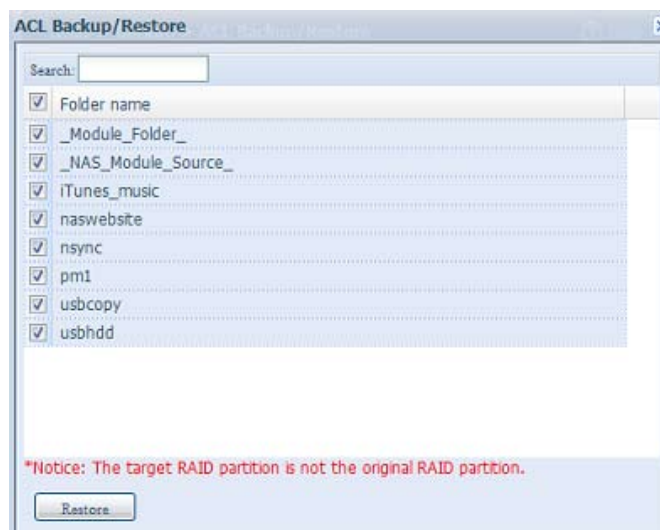 ACL Backup/Restore
Search:
Folder name
_Module_Folder_
_NAS_Module_Source_
iTunes_music
naswebsite
nsync
pm1
usbcopy
usbhdd
*Notice: The target RAID partition is not the original RAID partition.
Restore